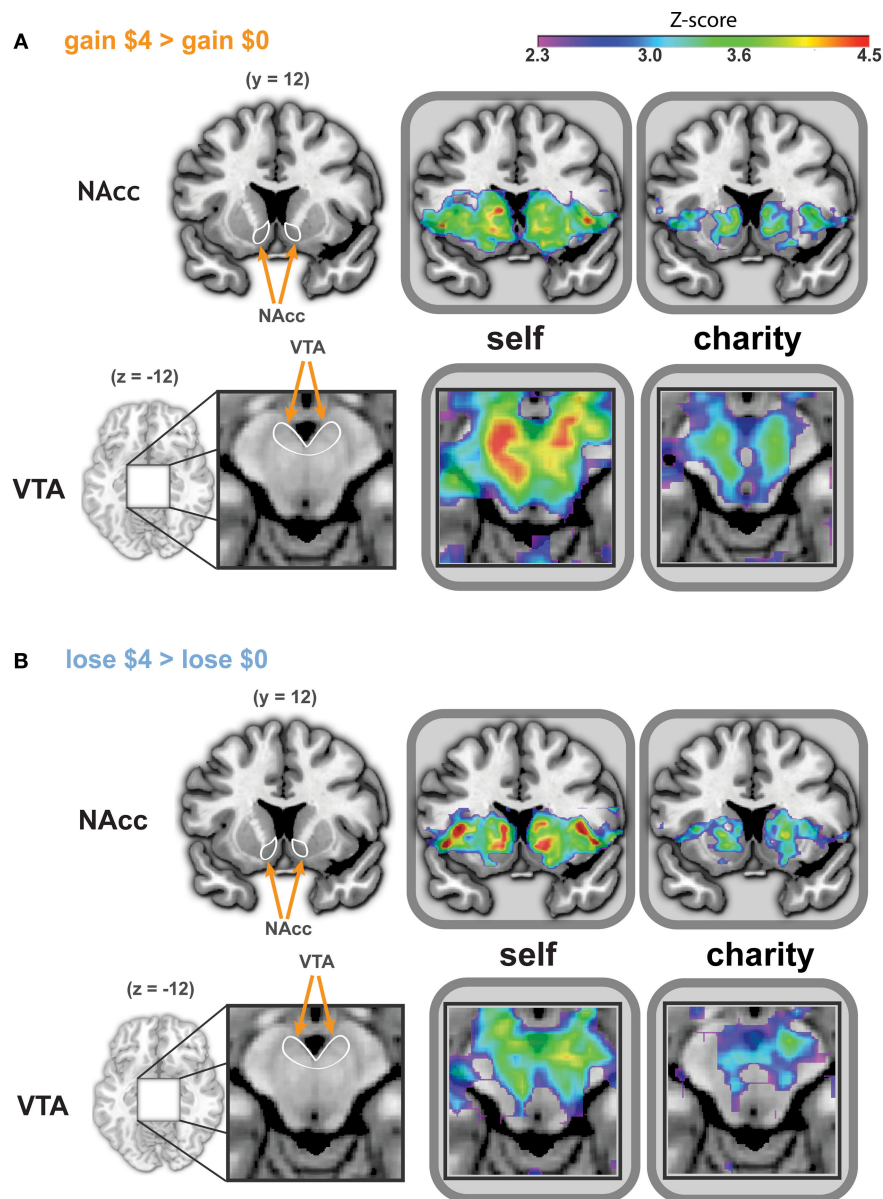 A gain $4 > gain $0
Z-score
2.3 3.0 3.6 4.5
(y = 12)
NAcc
NAcc
self charity
VTA
(z = -12)
VTA
B lose $4 > lose $0
(y = 12)
NAcc
NAcc
self charity
VTA
(z = -12)
VTA